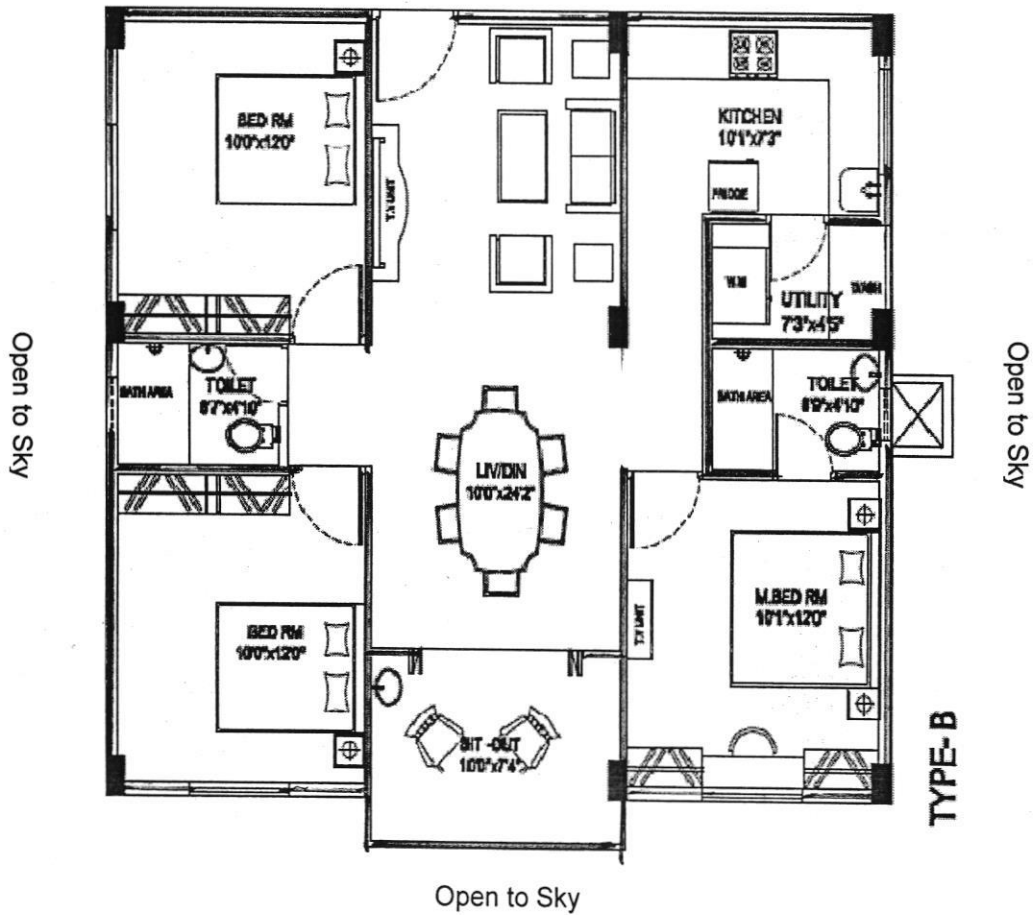 BED RM
10'0"x12'0"
T.V UNIT
KITCHEN
10'1"x7'3"
FRIDGE
W.M
UTILITY
7'3"x4'5"
WASH
Open to Sky
BATH AREA
TOILET
8'7"x4'10"
BATH AREA
TOILET
8'9"x4'10"
Open to Sky
LIV/DIN
10'0"x24'2"
BED RM
10'0"x12'0"
T.V UNIT
M.BED RM
10'1"x12'0"
SIT -OUT
10'0"x7'4"
TYPE- B
Open to Sky